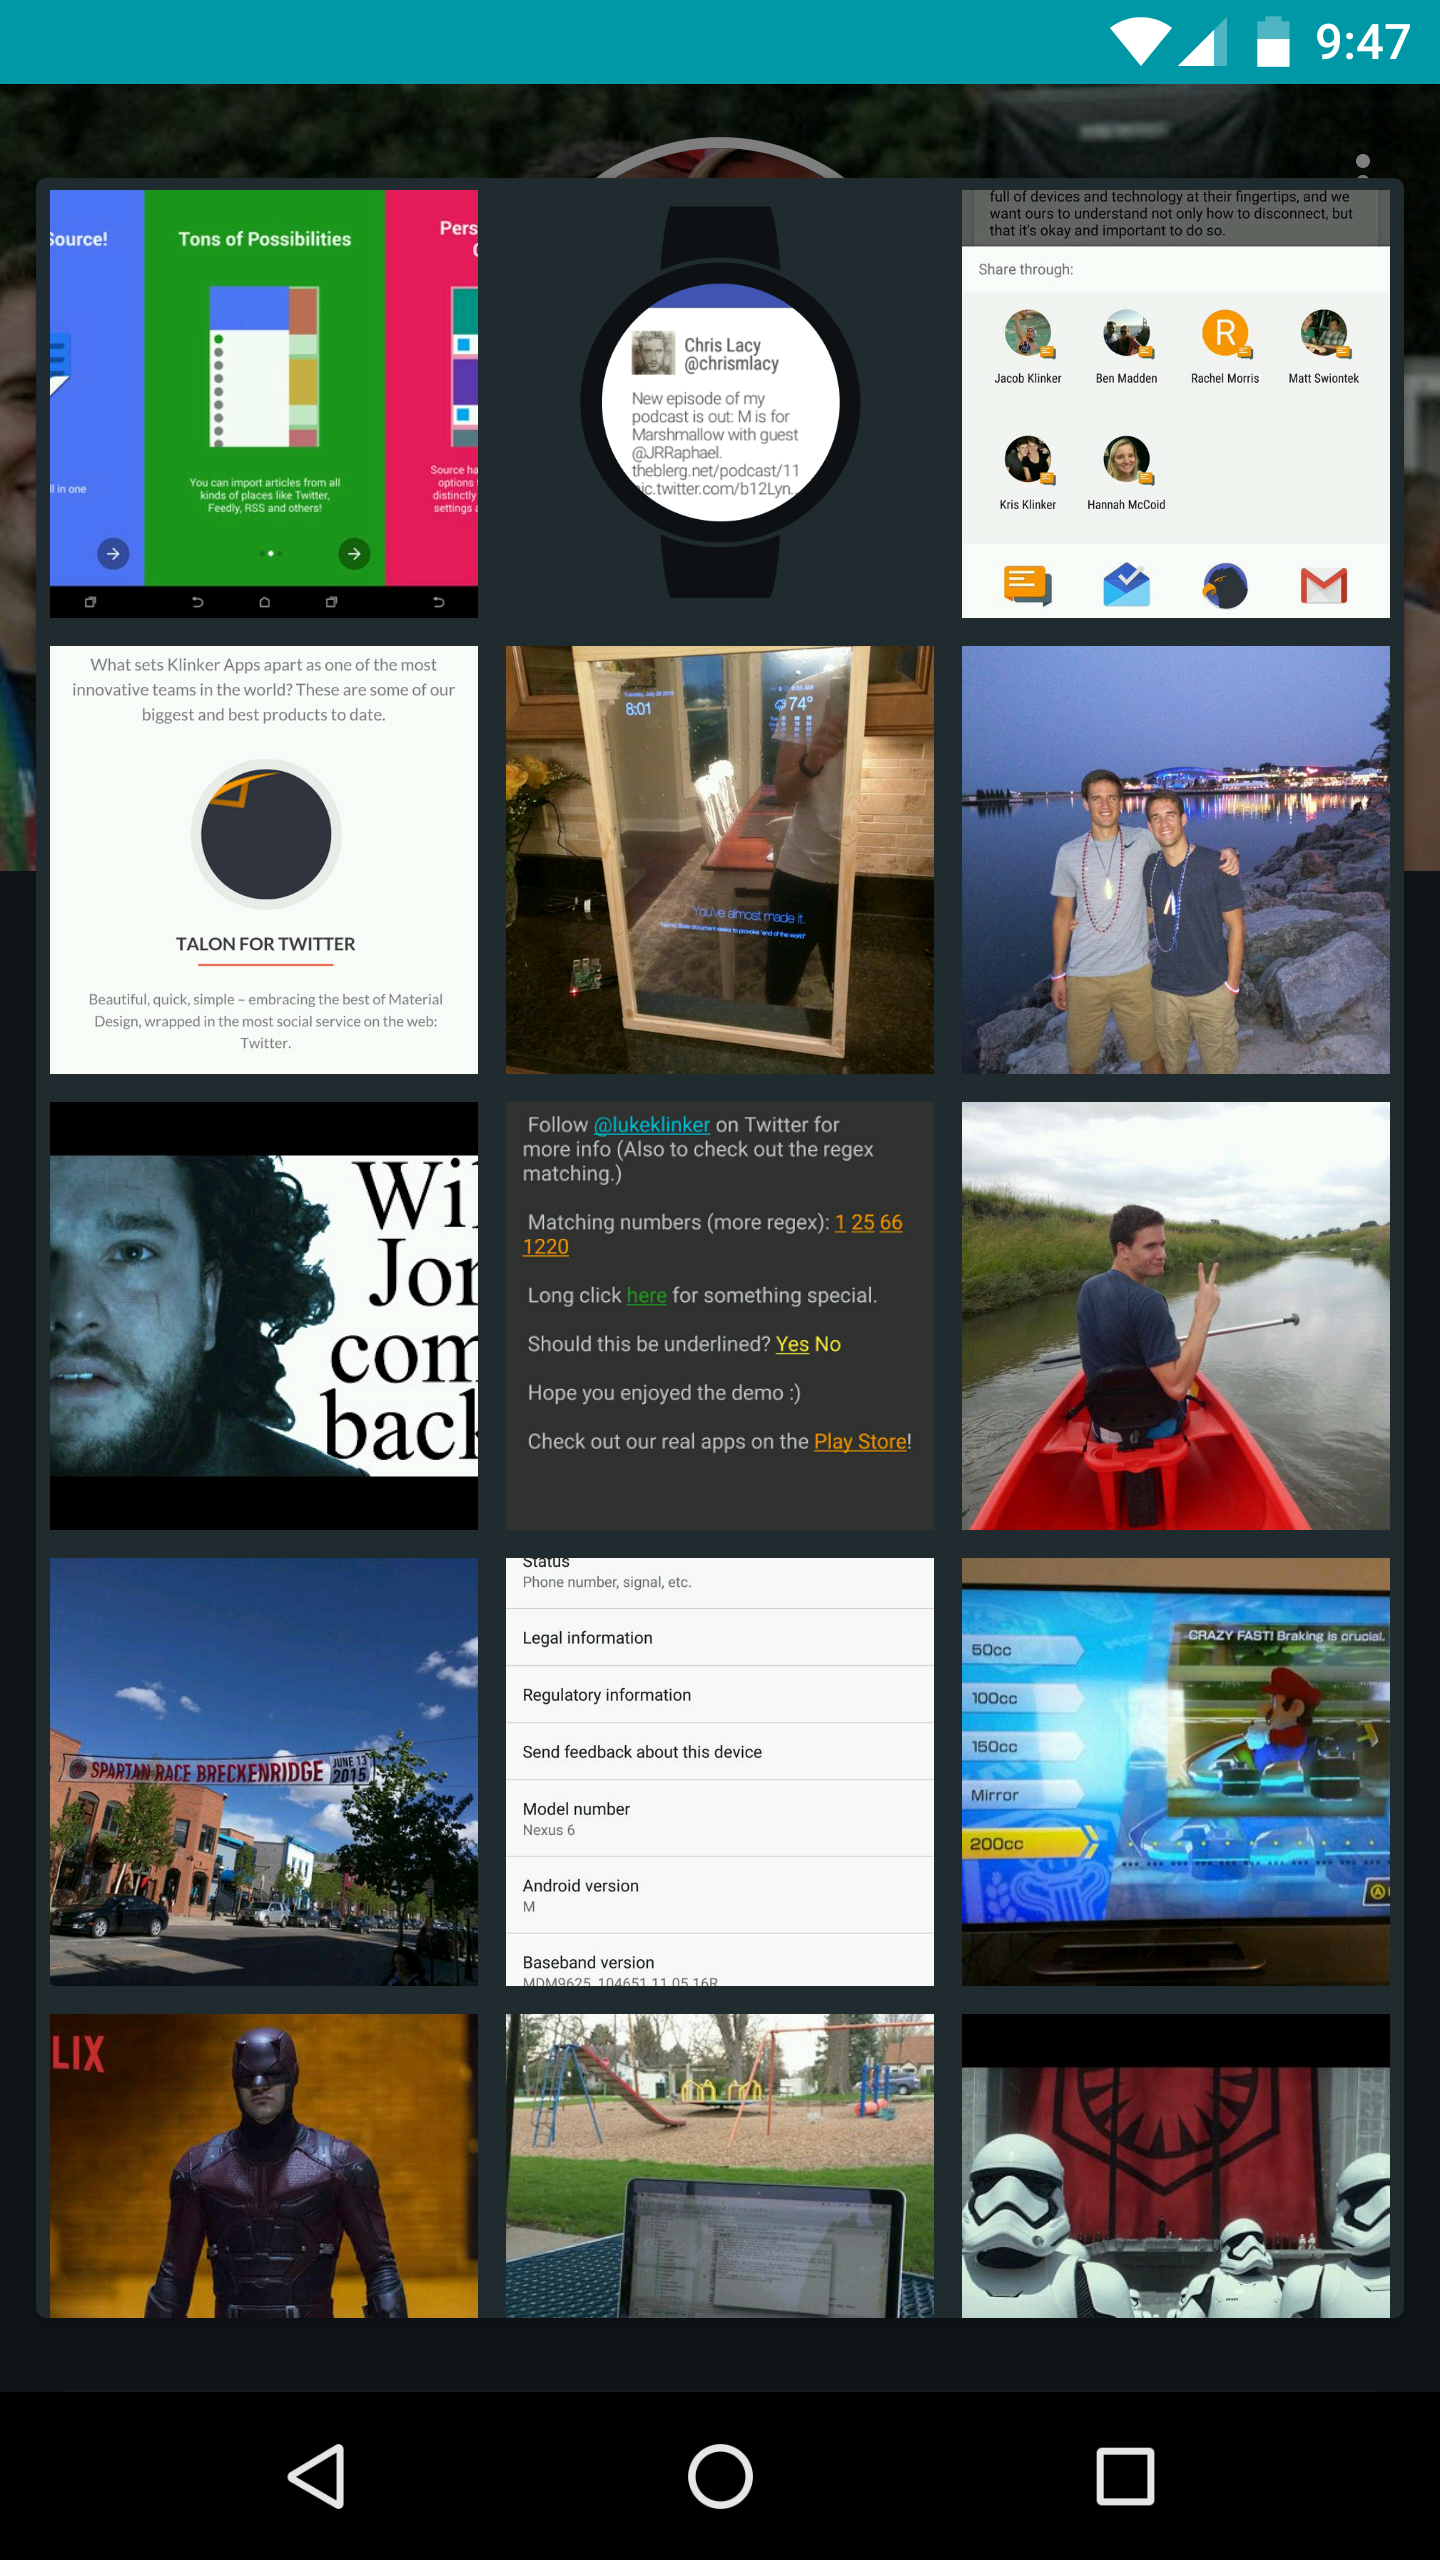 9:47
Source!
Tons of Possibilities
Pers
ll in one
You can import articles from all
kinds of places like Twitter,
Feedly, RSS and others!
Source ha
options
distinctly
settings a
Chris Lacy
@chrismlacy
New episode of my
podcast is out: M is for
Marshmallow with guest
@JRRaphael.
theblerg.net/podcast/11
pic.twitter.com/b12Lyn...
full of devices and technology at their fingertips, and we
want ours to understand not only how to disconnect, but
that it's okay and important to do so.
Share through:
Jacob Klinker
Ben Madden
R
Rachel Morris
Matt Swiontek
Kris Klinker
Hannah McCoid
What sets Klinker Apps apart as one of the most
innovative teams in the world? These are some of our
biggest and best products to date.
TALON FOR TWITTER
Beautiful, quick, simple – embracing the best of Material
Design, wrapped in the most social service on the web:
Twitter.
8:01
74°
You've almost made it.
Wil
Jor
com
back
Follow @lukeklinker on Twitter for
more info (Also to check out the regex
matching.)
Matching numbers (more regex): 1 25 66
1220
Long click here for something special.
Should this be underlined? Yes No
Hope you enjoyed the demo :)
Check out our real apps on the Play Store!
SPARTAN RACE BRECKENRIDGE
JUNE 13
2015
Status
Phone number, signal, etc.
Legal information
Regulatory information
Send feedback about this device
Model number
Nexus 6
Android version
M
Baseband version
MDM9625_104651.11.05.16R
CRAZY FAST! Braking is crucial.
50cc
100cc
150cc
Mirror
200cc
A
LIX